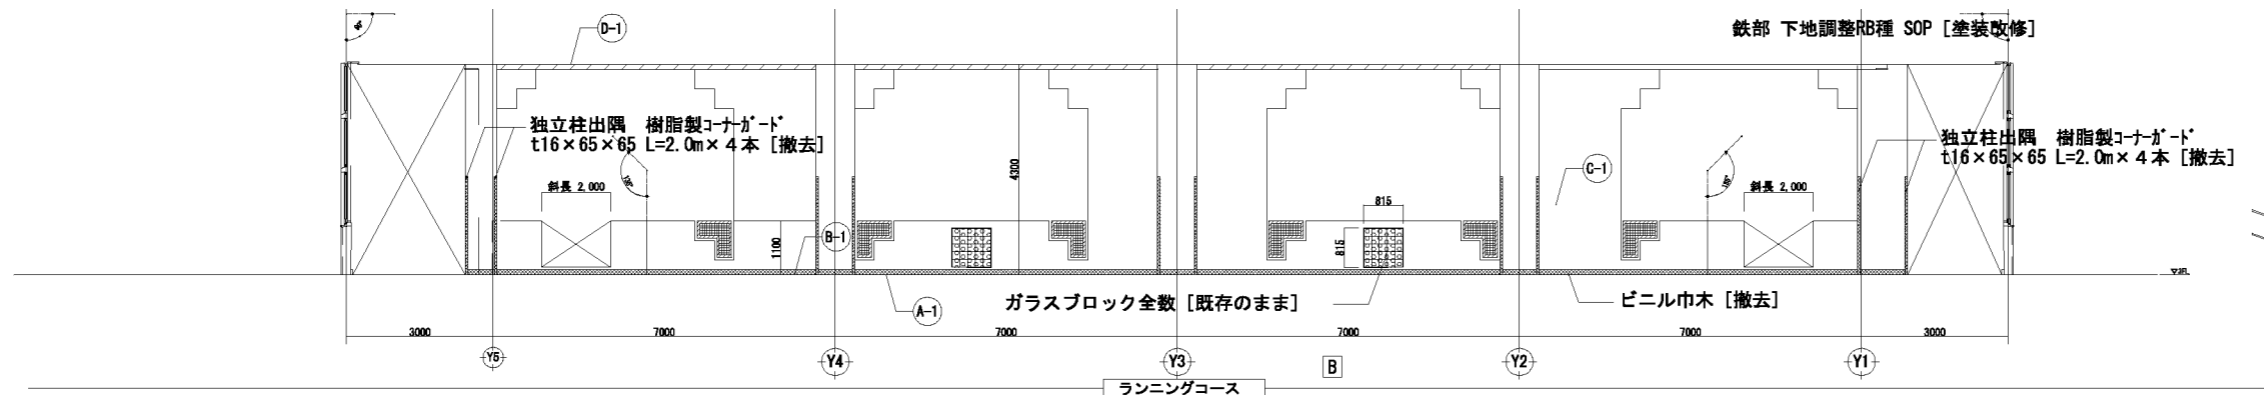 鉄部 下地調整RB種 SOP [塗装改修]
D-1
独立柱出隅 樹脂製ｺｰﾅｰｶﾞｰﾄﾞ
t16×65×65 L=2.0m×４本 [撤去]
独立柱出隅 樹脂製ｺｰﾅｰｶﾞｰﾄﾞ
t16×65×65 L=2.0m×４本 [撤去]
4300
C-1
斜長 2,000
815
斜長 2,000
1100
B-1
815
ガラスブロック全数 [既存のまま]
ビニル巾木 [撤去]
A-1
3000
7000
7000
7000
7000
3000
Y5
Y4
Y3
B
Y2
Y1
ランニングコース